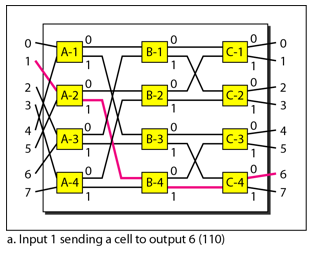 0 A-1 0 B-1 0 C-1 0 0
1 1 1 1 1
2 A-2 0 B-2 0 C-2 0 2
3 1 1 1 3
4 A-3 0 B-3 0 C-3 0 4
5 1 1 1 5
6 A-4 0 B-4 0 C-4 0 6
7 1 1 1 7
a. Input 1 sending a cell to output 6 (110)